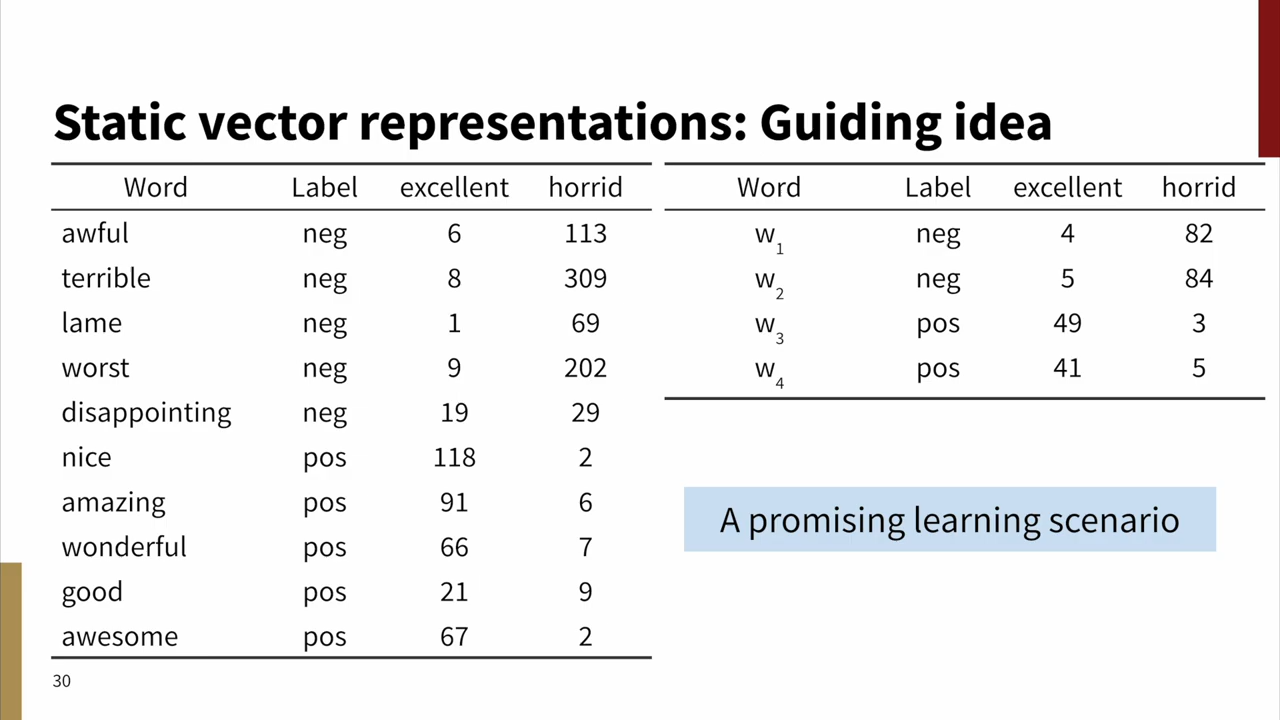 Static vector representations: Guiding idea
Word Label excellent horrid
awful neg 6 113
terrible neg 8 309
lame neg 1 69
worst neg 9 202
disappointing neg 19 29
nice pos 118 2
amazing pos 91 6
wonderful pos 66 7
good pos 21 9
awesome pos 67 2
Word Label excellent horrid
w1 neg 4 82
w2 neg 5 84
w3 pos 49 3
w4 pos 41 5
A promising learning scenario
30